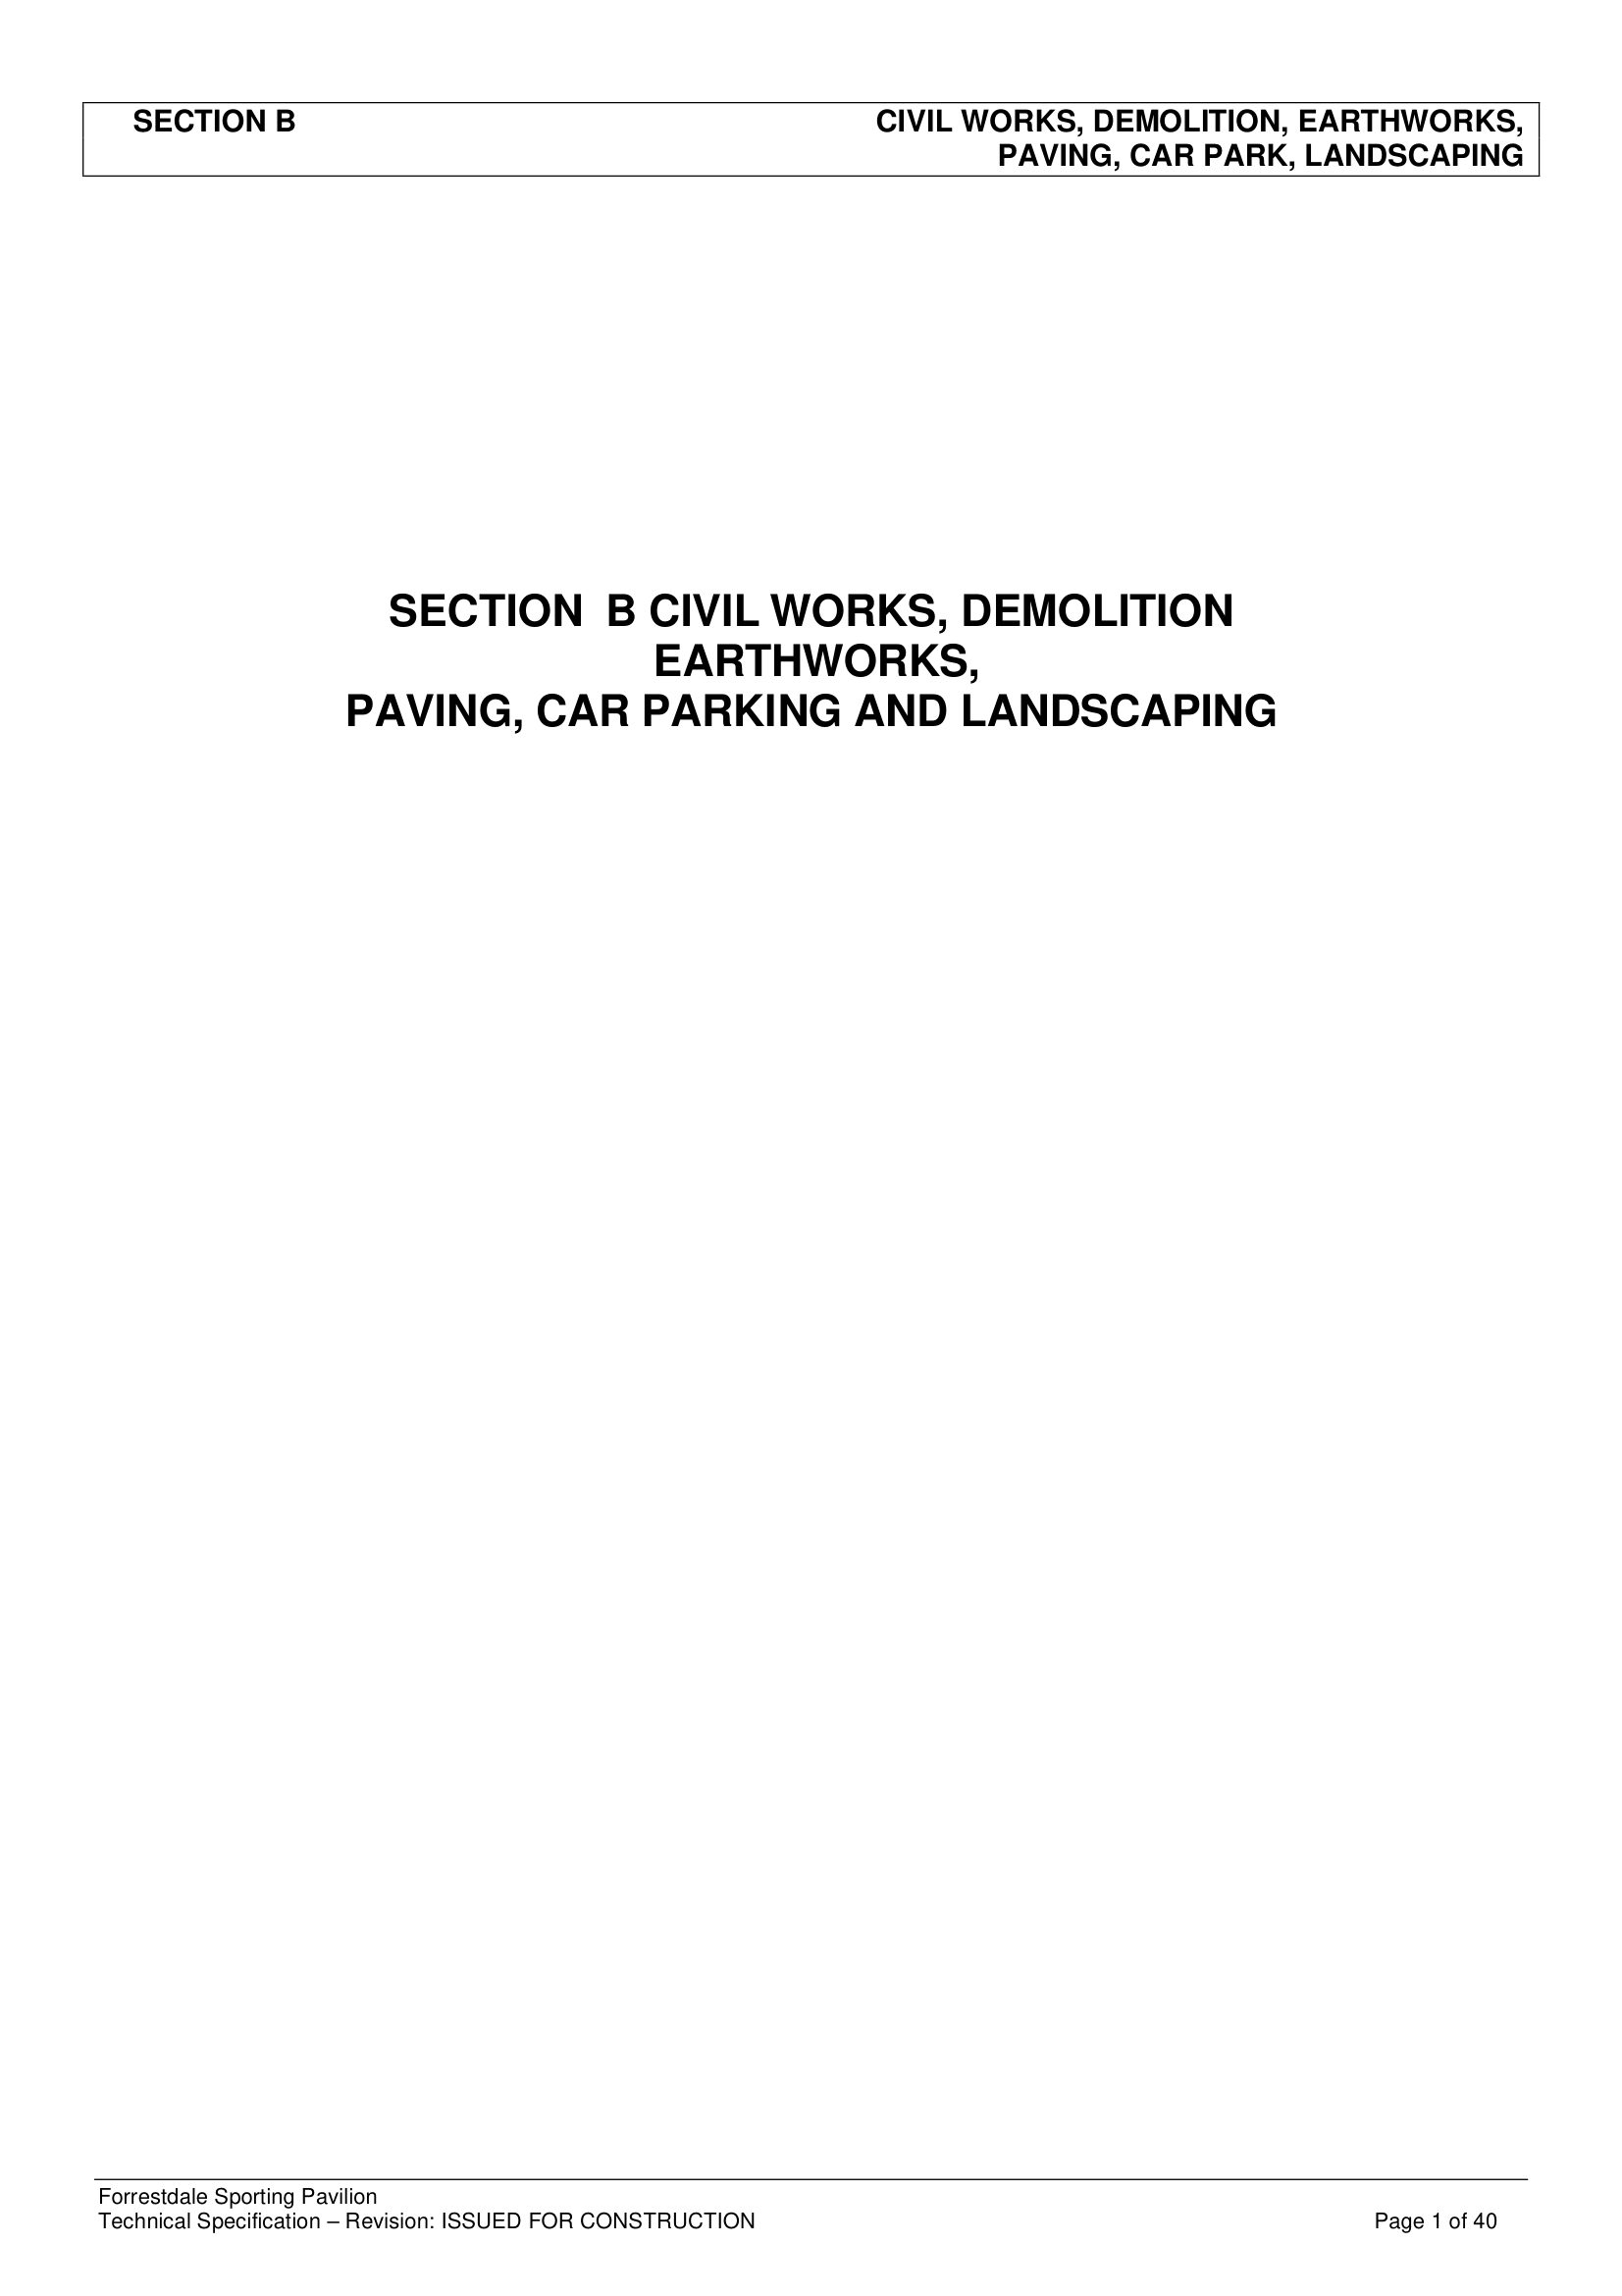 SECTION B CIVIL WORKS, DEMOLITION, EARTHWORKS,
PAVING, CAR PARK, LANDSCAPING
SECTION  B CIVIL WORKS, DEMOLITION
EARTHWORKS,
PAVING, CAR PARKING AND LANDSCAPING
Forrestdale Sporting Pavilion
Technical Specification – Revision: ISSUED FOR CONSTRUCTION Page 1 of 40